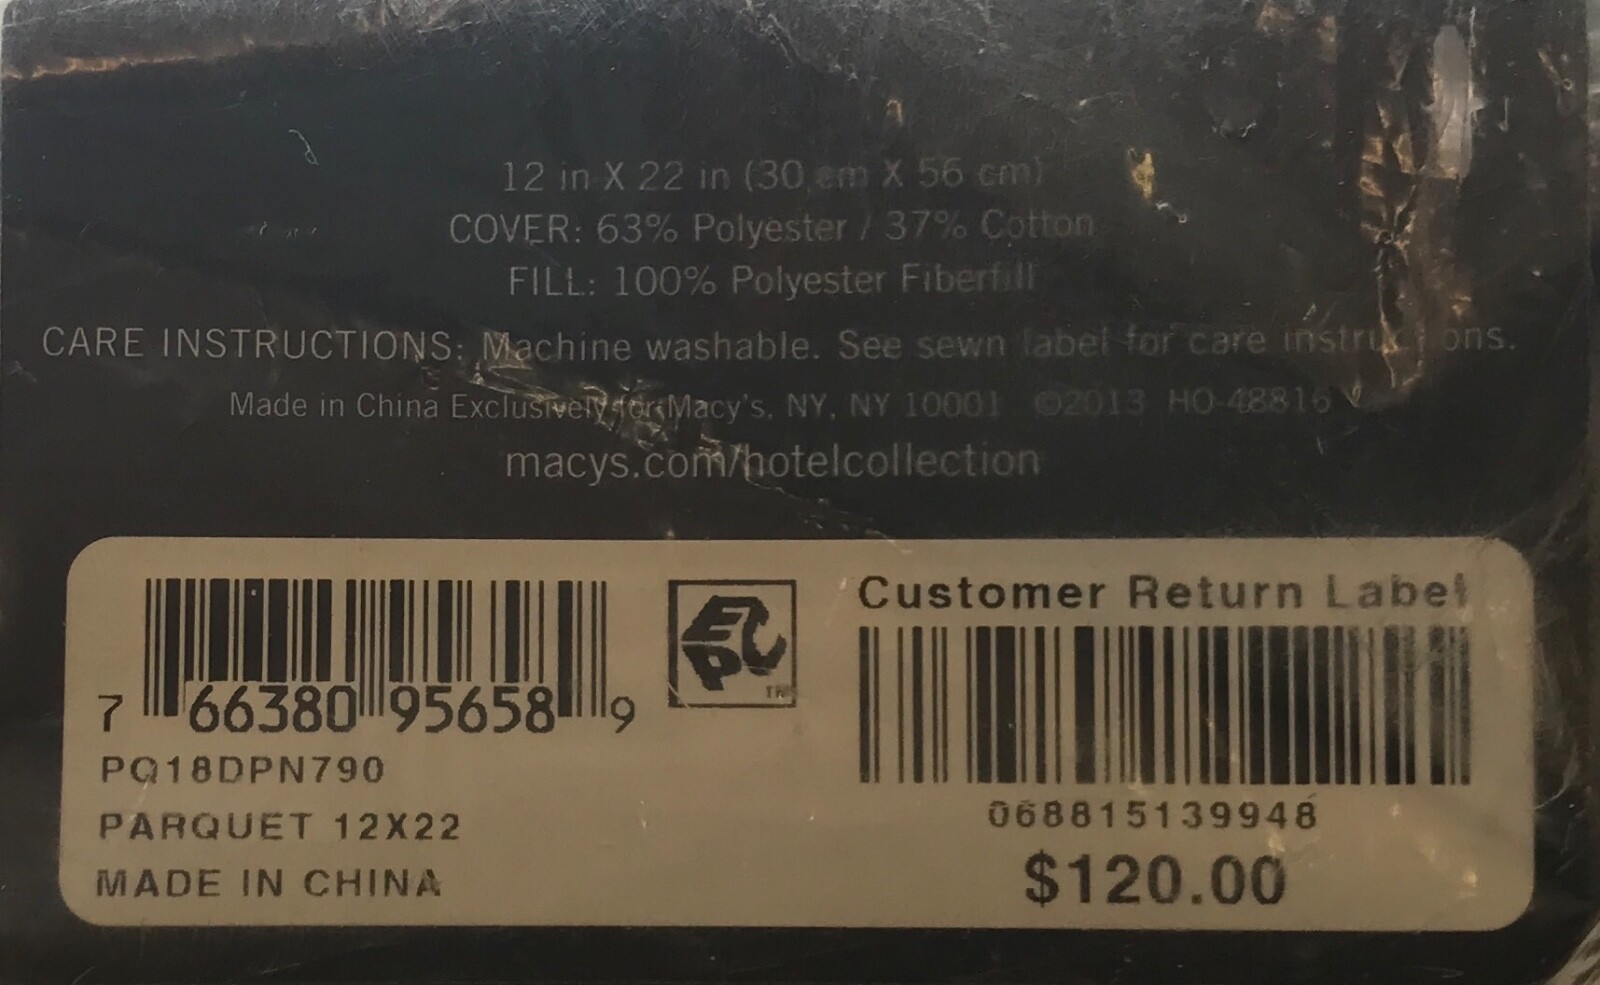 12 in X 22 in (30 cm X 56 cm)
COVER: 63% Polyester / 37% Cotton
FILL: 100% Polyester Fiberfill
CARE INSTRUCTIONS: Machine washable. See sewn label for care instructions.
Made in China Exclusively for Macy's, NY, NY 10001 ©2013 HO-48816
macys.com/hotelcollection
7 66380 95658 9
EPC TM
PQ18DPN790
PARQUET 12X22
MADE IN CHINA
Customer Return Label
068815139948
$120.00